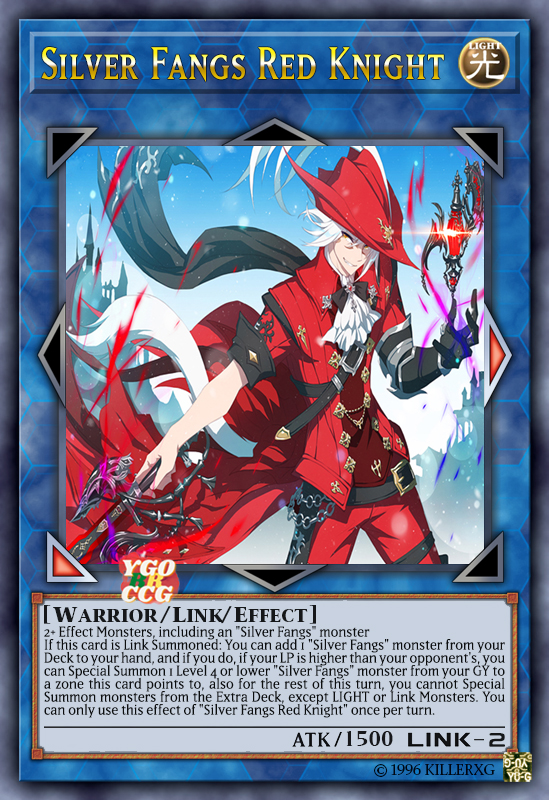 Silver Fangs Red Knight
LIGHT
光
YGO
BR
CCG
[Warrior/Link/Effect]
2+ Effect Monsters, including an "Silver Fangs" monster
If this card is Link Summoned: You can add 1 "Silver Fangs" monster from your
Deck to your hand, and if you do, if your LP is higher than your opponent's, you
can Special Summon 1 Level 4 or lower "Silver Fangs" monster from your GY to
a zone this card points to, also for the rest of this turn, you cannot Special
Summon monsters from the Extra Deck, except LIGHT or Link Monsters. You
can only use this effect of "Silver Fangs Red Knight" once per turn.
ATK/1500 LINK-2
© 1996 KILLERXG